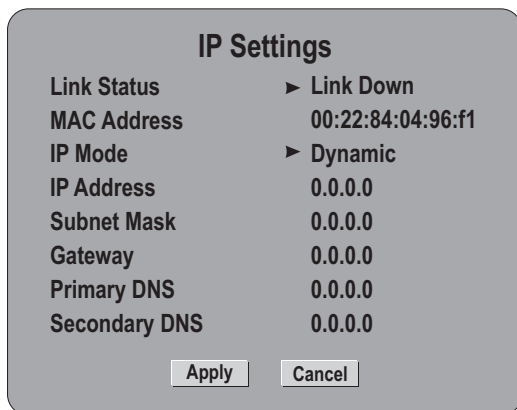 IP Settings
Link Status ► Link Down
MAC Address 00:22:84:04:96:f1
IP Mode ► Dynamic
IP Address 0.0.0.0
Subnet Mask 0.0.0.0
Gateway 0.0.0.0
Primary DNS 0.0.0.0
Secondary DNS 0.0.0.0
Apply Cancel